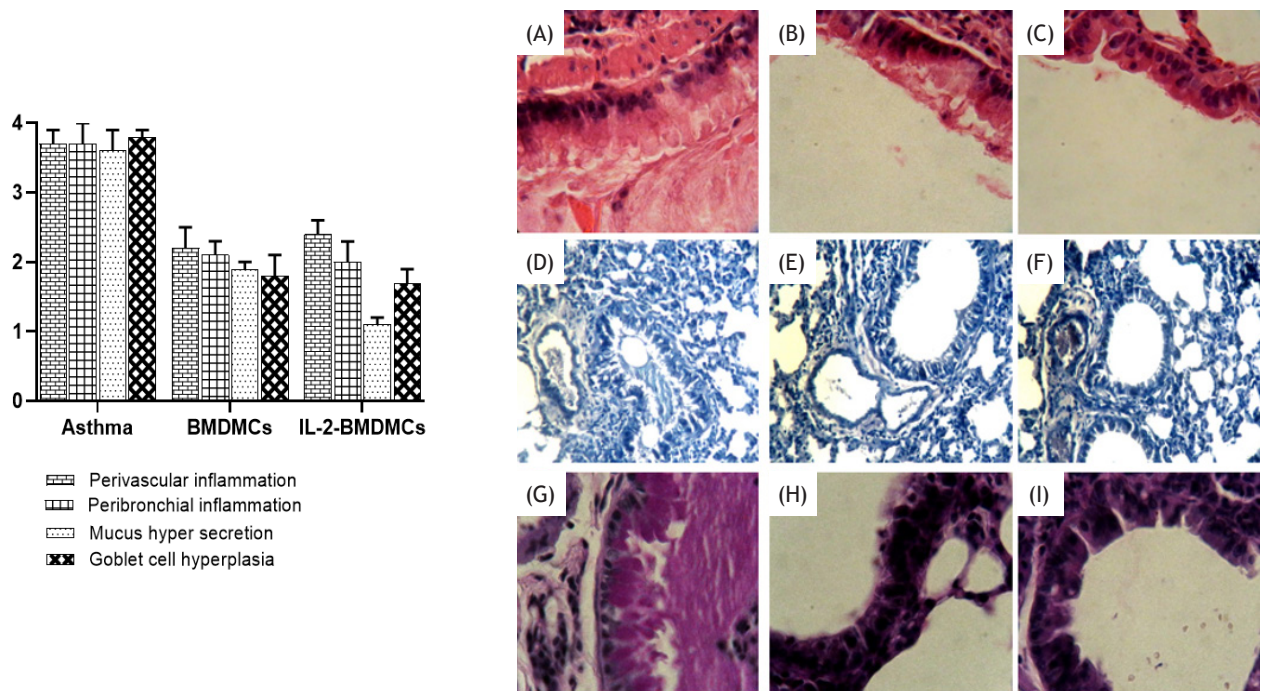 4
3
2
1
0
Asthma BMDMCs IL-2-BMDMCs
Perivascular inflammation
Peribronchial inflammation
Mucus hyper secretion
Goblet cell hyperplasia
(A) (B) (C)
(D) (E) (F)
(G) (H) (I)